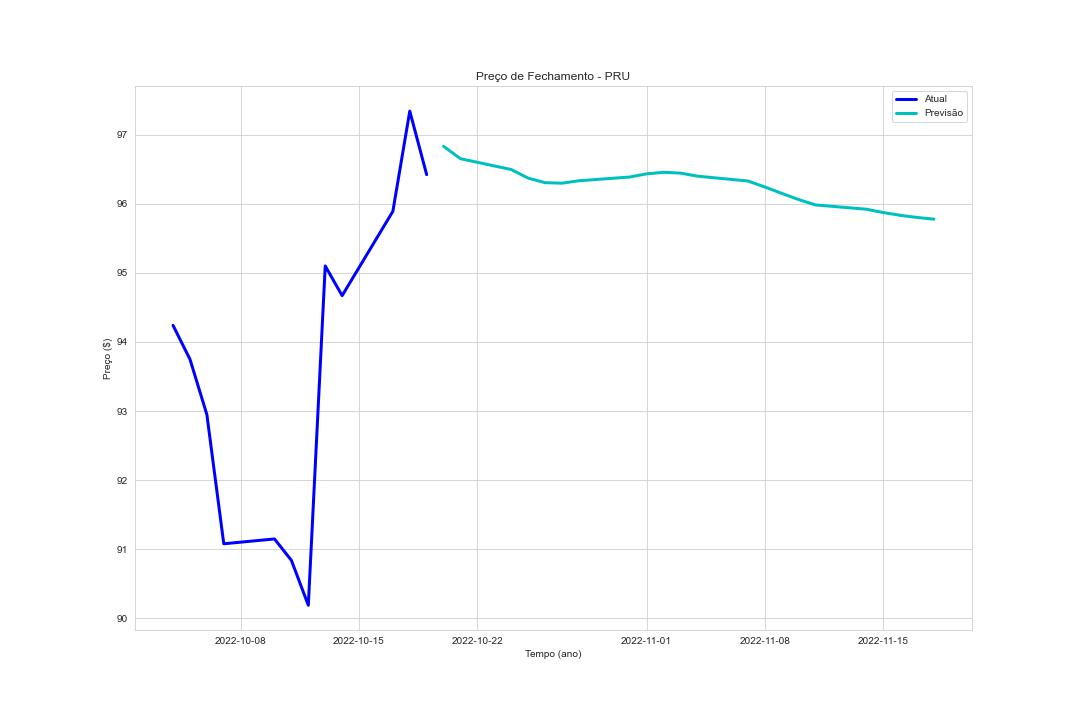 Preço de Fechamento - PRU
Atual
Previsão
97
96
95
94
93
92
91
90
Preço ($)
2022-10-08
2022-10-15
2022-10-22
2022-11-01
2022-11-08
2022-11-15
Tempo (ano)